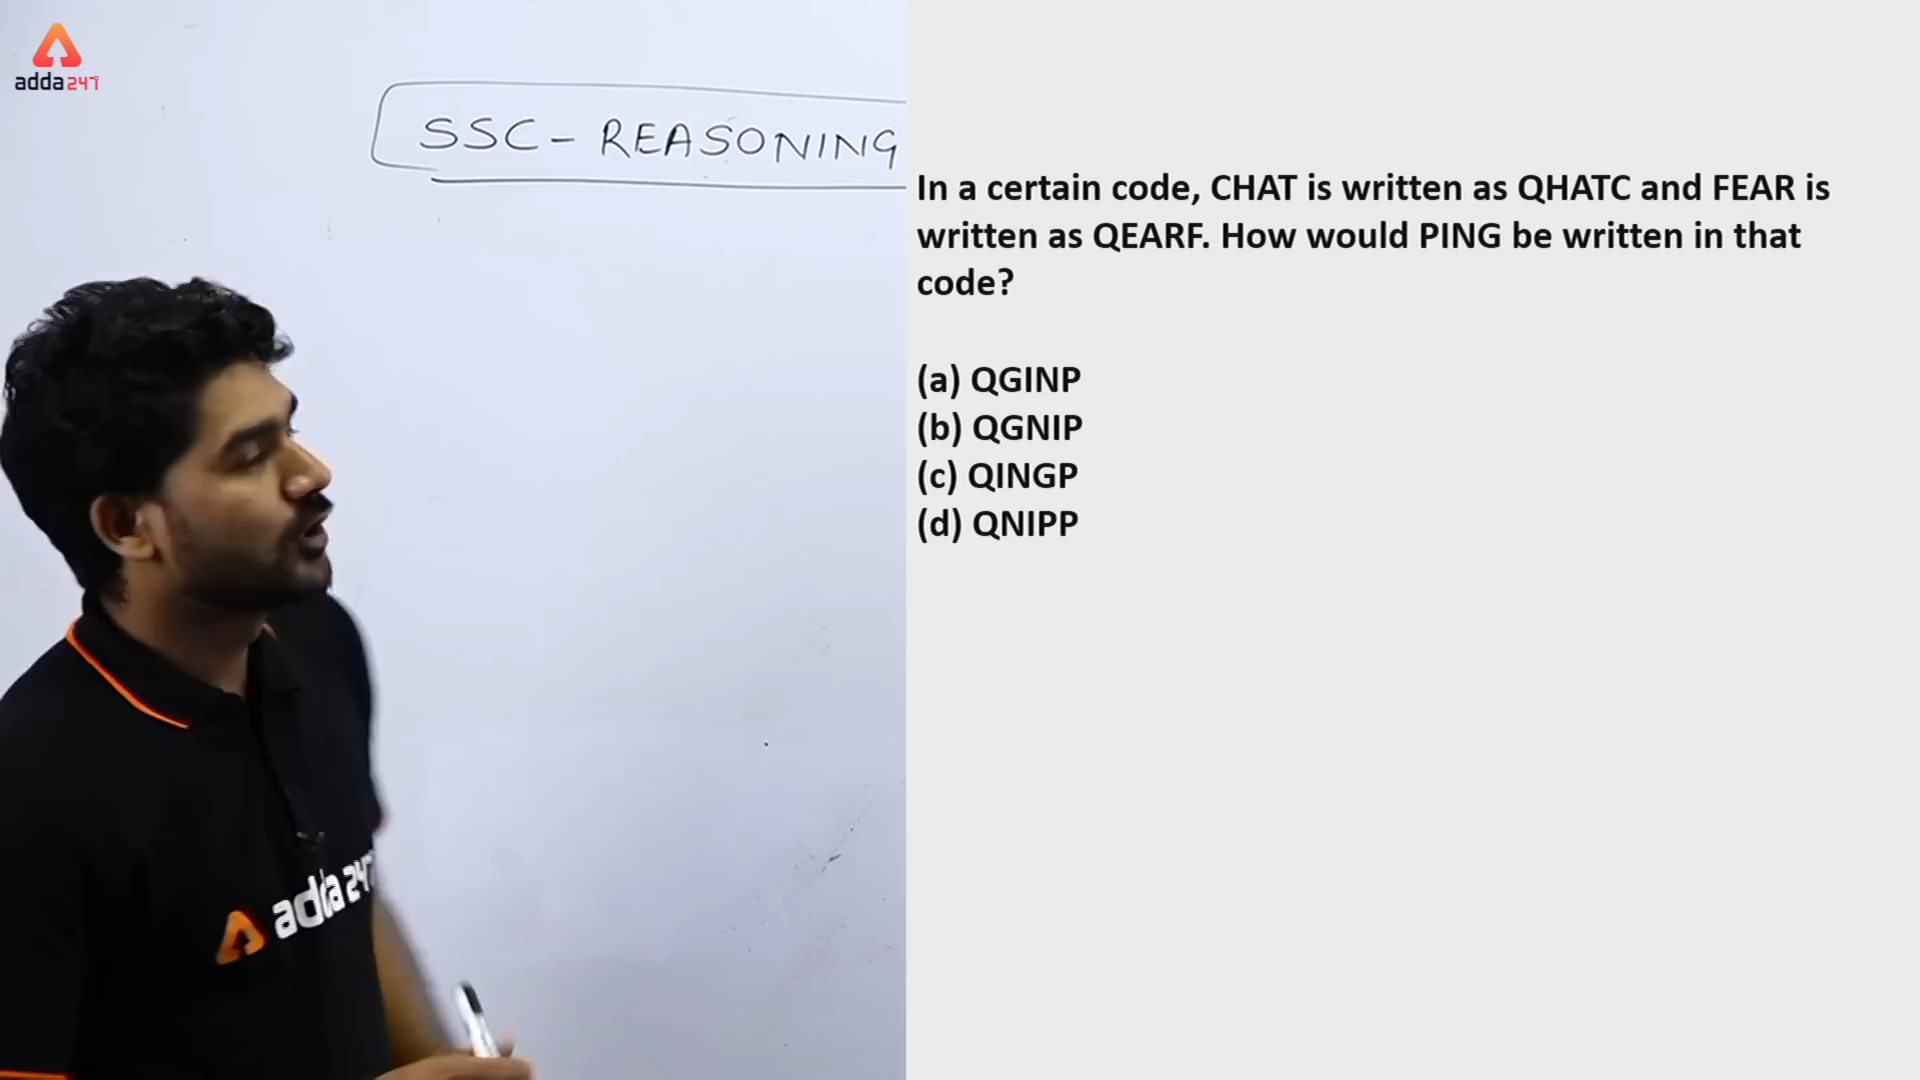 adda247
SSC - REASONING
In a certain code, CHAT is written as QHATC and FEAR is
written as QEARF. How would PING be written in that
code?
(a) QGINP
(b) QGNIP
(c) QINGP
(d) QNIPP
adda247